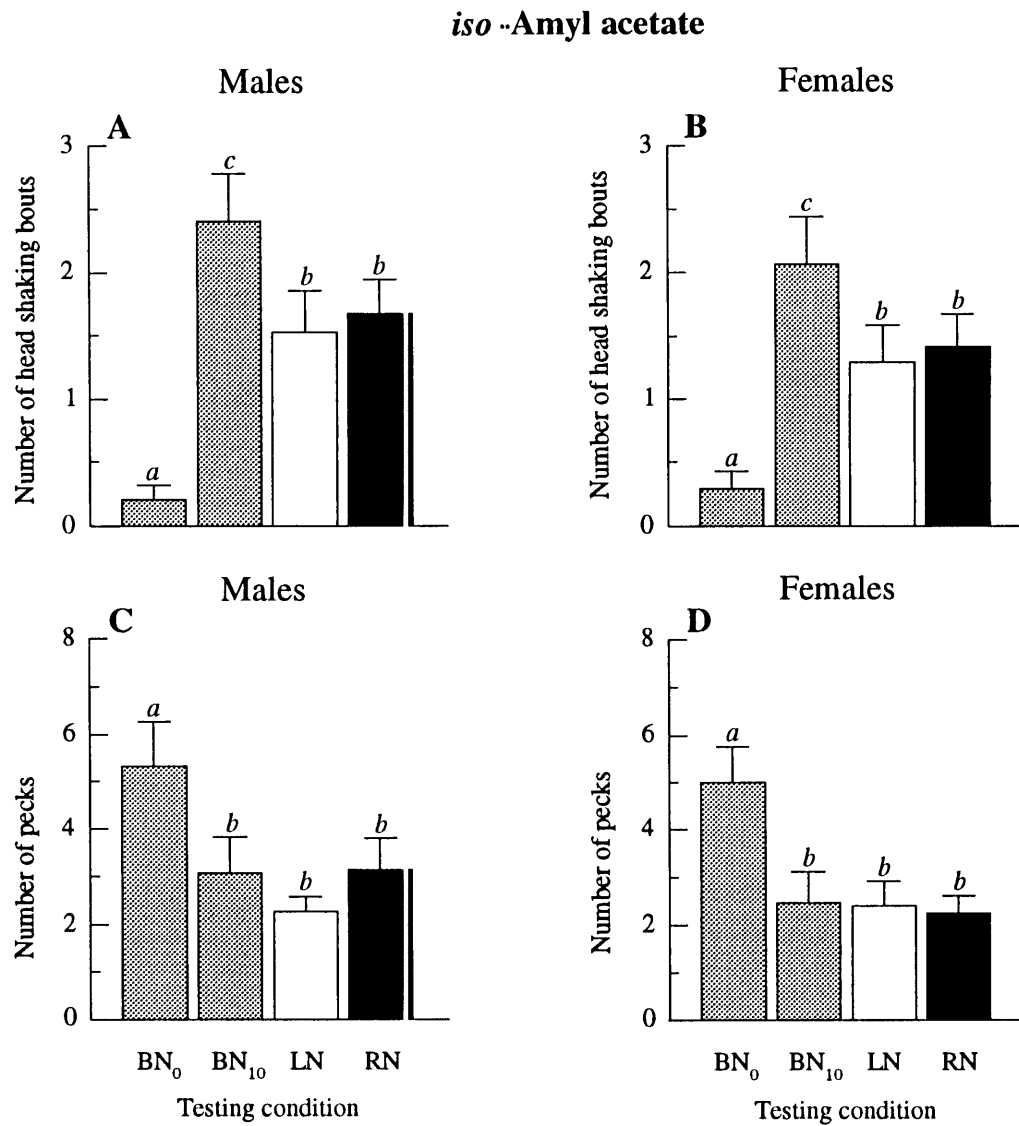 iso -Amyl acetate
Males
Females
A
B
3
2
1
0
Number of head shaking bouts
a
c
b
b
3
2
1
0
Number of head shaking bouts
a
c
b
b
Males
Females
C
D
8
6
4
2
0
Number of pecks
a
b
b
b
BN0 BN10 LN RN
Testing condition
8
6
4
2
0
Number of pecks
a
b
b
b
BN0 BN10 LN RN
Testing condition